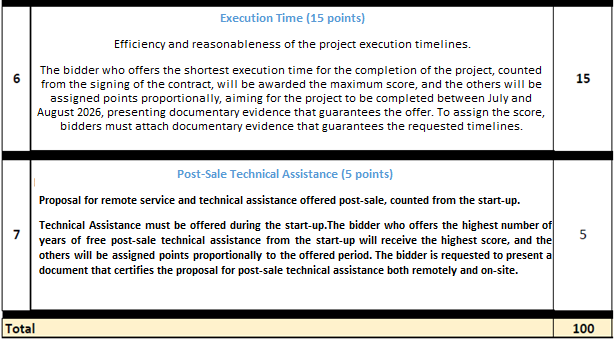 Execution Time (15 points)
Efficiency and reasonableness of the project execution timelines.
6
The bidder who offers the shortest execution time for the completion of the project, counted
from the signing of the contract, will be awarded the maximum score, and the others will be
assigned points proportionally, aiming for the project to be completed between July and
August 2026, presenting documentary evidence that guarantees the offer. To assign the score,
bidders must attach documentary evidence that guarantees the requested timelines.
15
Post-Sale Technical Assistance (5 points)
Proposal for remote service and technical assistance offered post-sale, counted from the start-up.
7
Technical Assistance must be offered during the start-up.The bidder who offers the highest number of
years of free post-sale technical assistance from the start-up will receive the highest score, and the
others will be assigned points proportionally to the offered period. The bidder is requested to present a
document that certifies the proposal for post-sale technical assistance both remotely and on-site.
5
Total 100